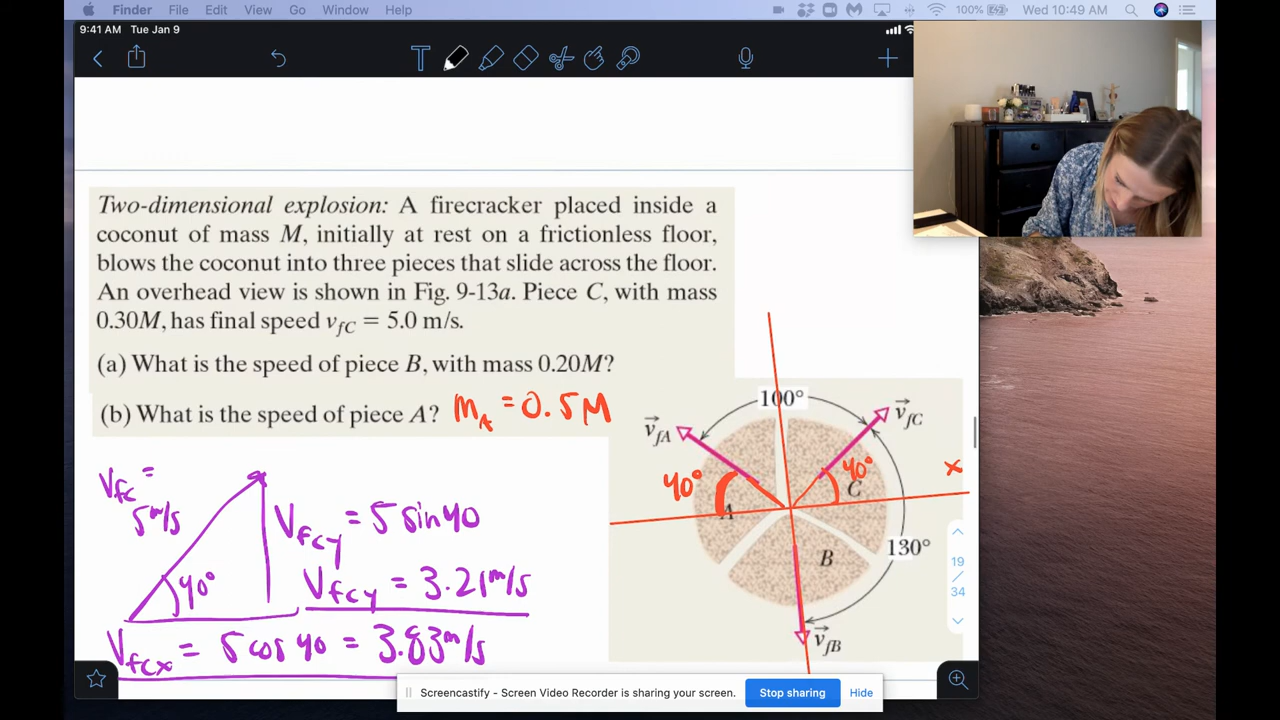 Finder File Edit View Go Window Help
100% Wed 10:49 AM
9:41 AM Tue Jan 9
T
Two-dimensional explosion: A firecracker placed inside a
coconut of mass M, initially at rest on a frictionless floor,
blows the coconut into three pieces that slide across the floor.
An overhead view is shown in Fig. 9-13a. Piece C, with mass
0.30M, has final speed v_fC = 5.0 m/s.
(a) What is the speed of piece B, with mass 0.20M?
(b) What is the speed of piece A? m_A = 0.5M
100°
v_fA
v_fC
40°
40°
x
C
A
B
130°
v_fB
V_fc =
5 m/s
40°
V_fcy = 5 sin 40
V_fcy = 3.21 m/s
V_fcx = 5 cos 40 = 3.83 m/s
19
/
34
Screencastify - Screen Video Recorder is sharing your screen.
Stop sharing
Hide